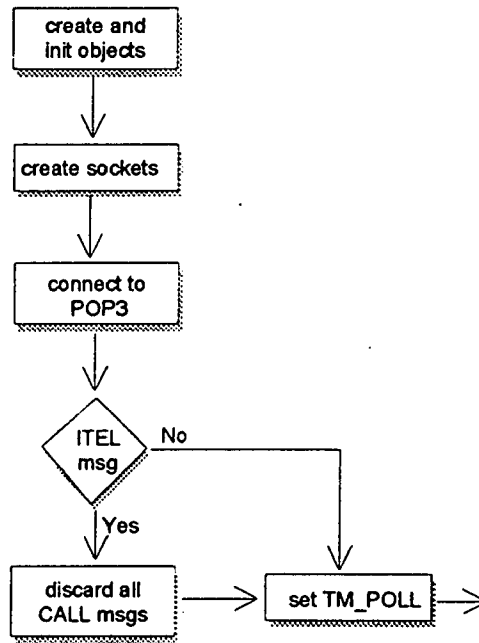 create and
init objects
create sockets
connect to
POP3
ITEL
msg
No
Yes
discard all
CALL msgs
set TM_POLL